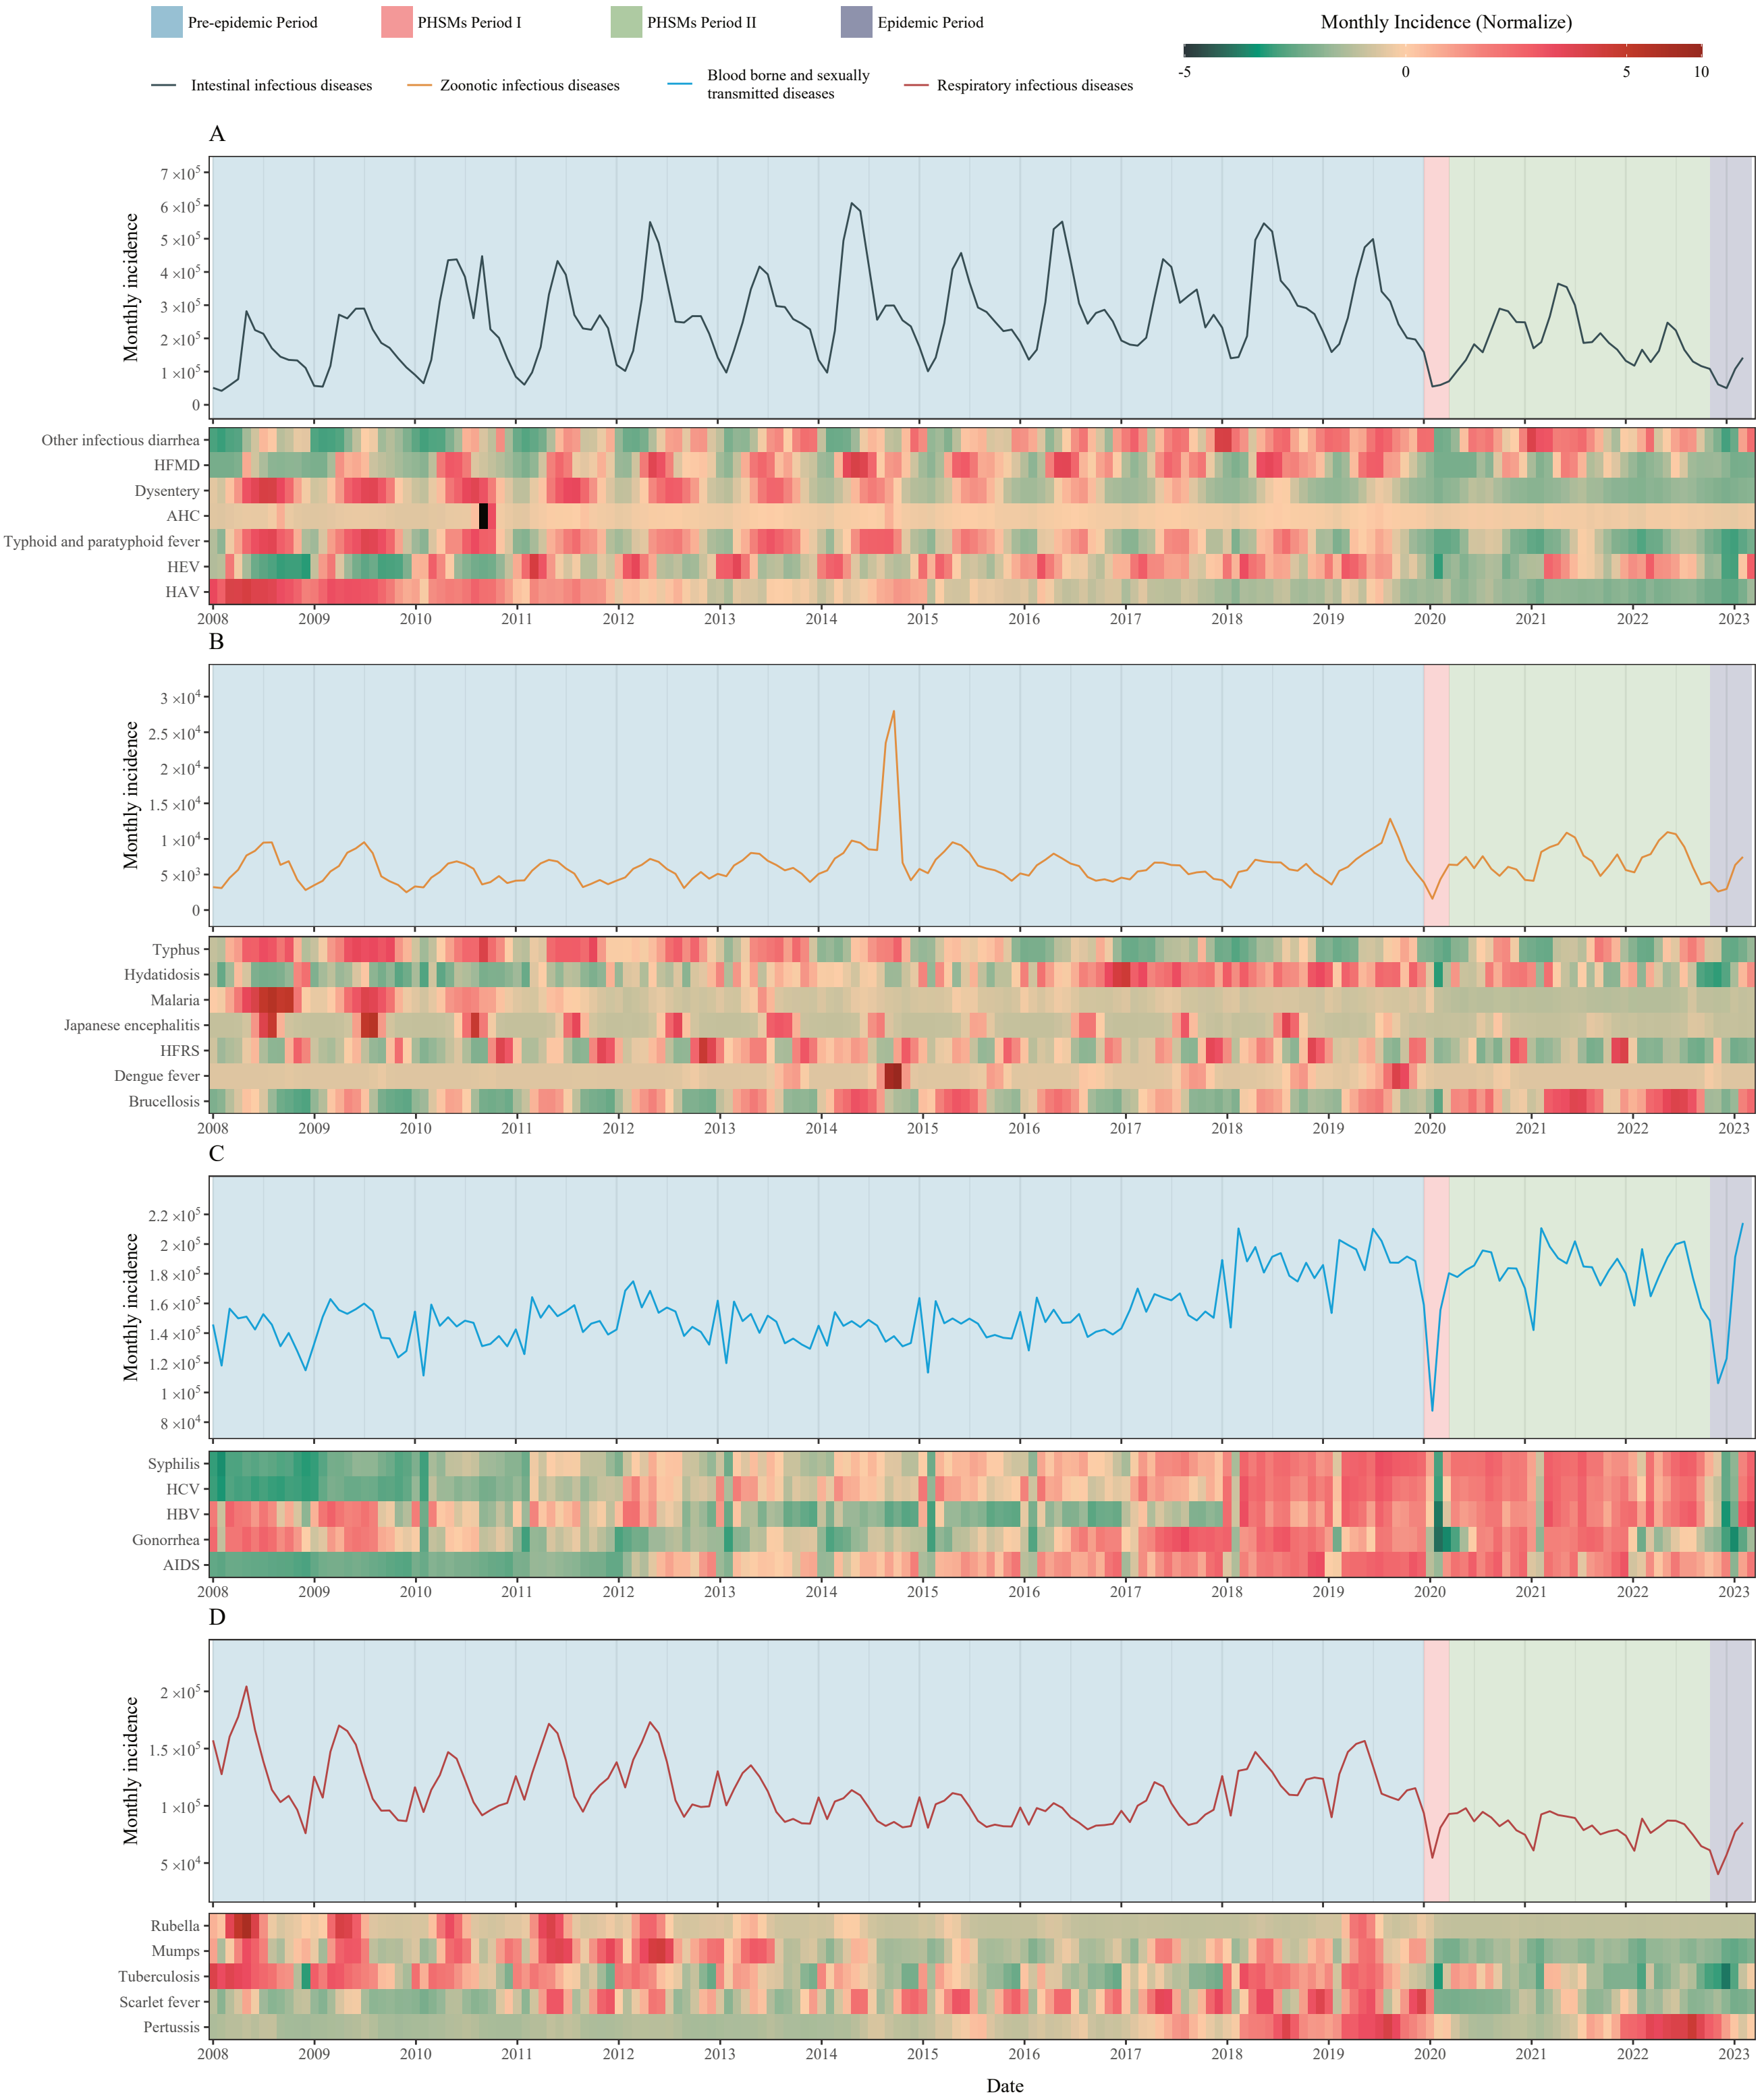 Pre-epidemic Period
PHSMs Period I
PHSMs Period II
Epidemic Period
Monthly Incidence (Normalize)
-5
0
5
10
Intestinal infectious diseases
Zoonotic infectious diseases
Blood borne and sexually
transmitted diseases
Respiratory infectious diseases
A
Monthly incidence
7 ×10⁵
6 ×10⁵
5 ×10⁵
4 ×10⁵
3 ×10⁵
2 ×10⁵
1 ×10⁵
0
Other infectious diarrhea
HFMD
Dysentery
AHC
Typhoid and paratyphoid fever
HEV
HAV
2008 2009 2010 2011 2012 2013 2014 2015 2016 2017 2018 2019 2020 2021 2022 2023
B
Monthly incidence
3 ×10⁴
2.5 ×10⁴
2 ×10⁴
1.5 ×10⁴
1 ×10⁴
5 ×10³
0
Typhus
Hydatidosis
Malaria
Japanese encephalitis
HFRS
Dengue fever
Brucellosis
2008 2009 2010 2011 2012 2013 2014 2015 2016 2017 2018 2019 2020 2021 2022 2023
C
Monthly incidence
2.2 ×10⁵
2 ×10⁵
1.8 ×10⁵
1.6 ×10⁵
1.4 ×10⁵
1.2 ×10⁵
1 ×10⁵
8 ×10⁴
Syphilis
HCV
HBV
Gonorrhea
AIDS
2008 2009 2010 2011 2012 2013 2014 2015 2016 2017 2018 2019 2020 2021 2022 2023
D
Monthly incidence
2 ×10⁵
1.5 ×10⁵
1 ×10⁵
5 ×10⁴
Rubella
Mumps
Tuberculosis
Scarlet fever
Pertussis
2008 2009 2010 2011 2012 2013 2014 2015 2016 2017 2018 2019 2020 2021 2022 2023
Date